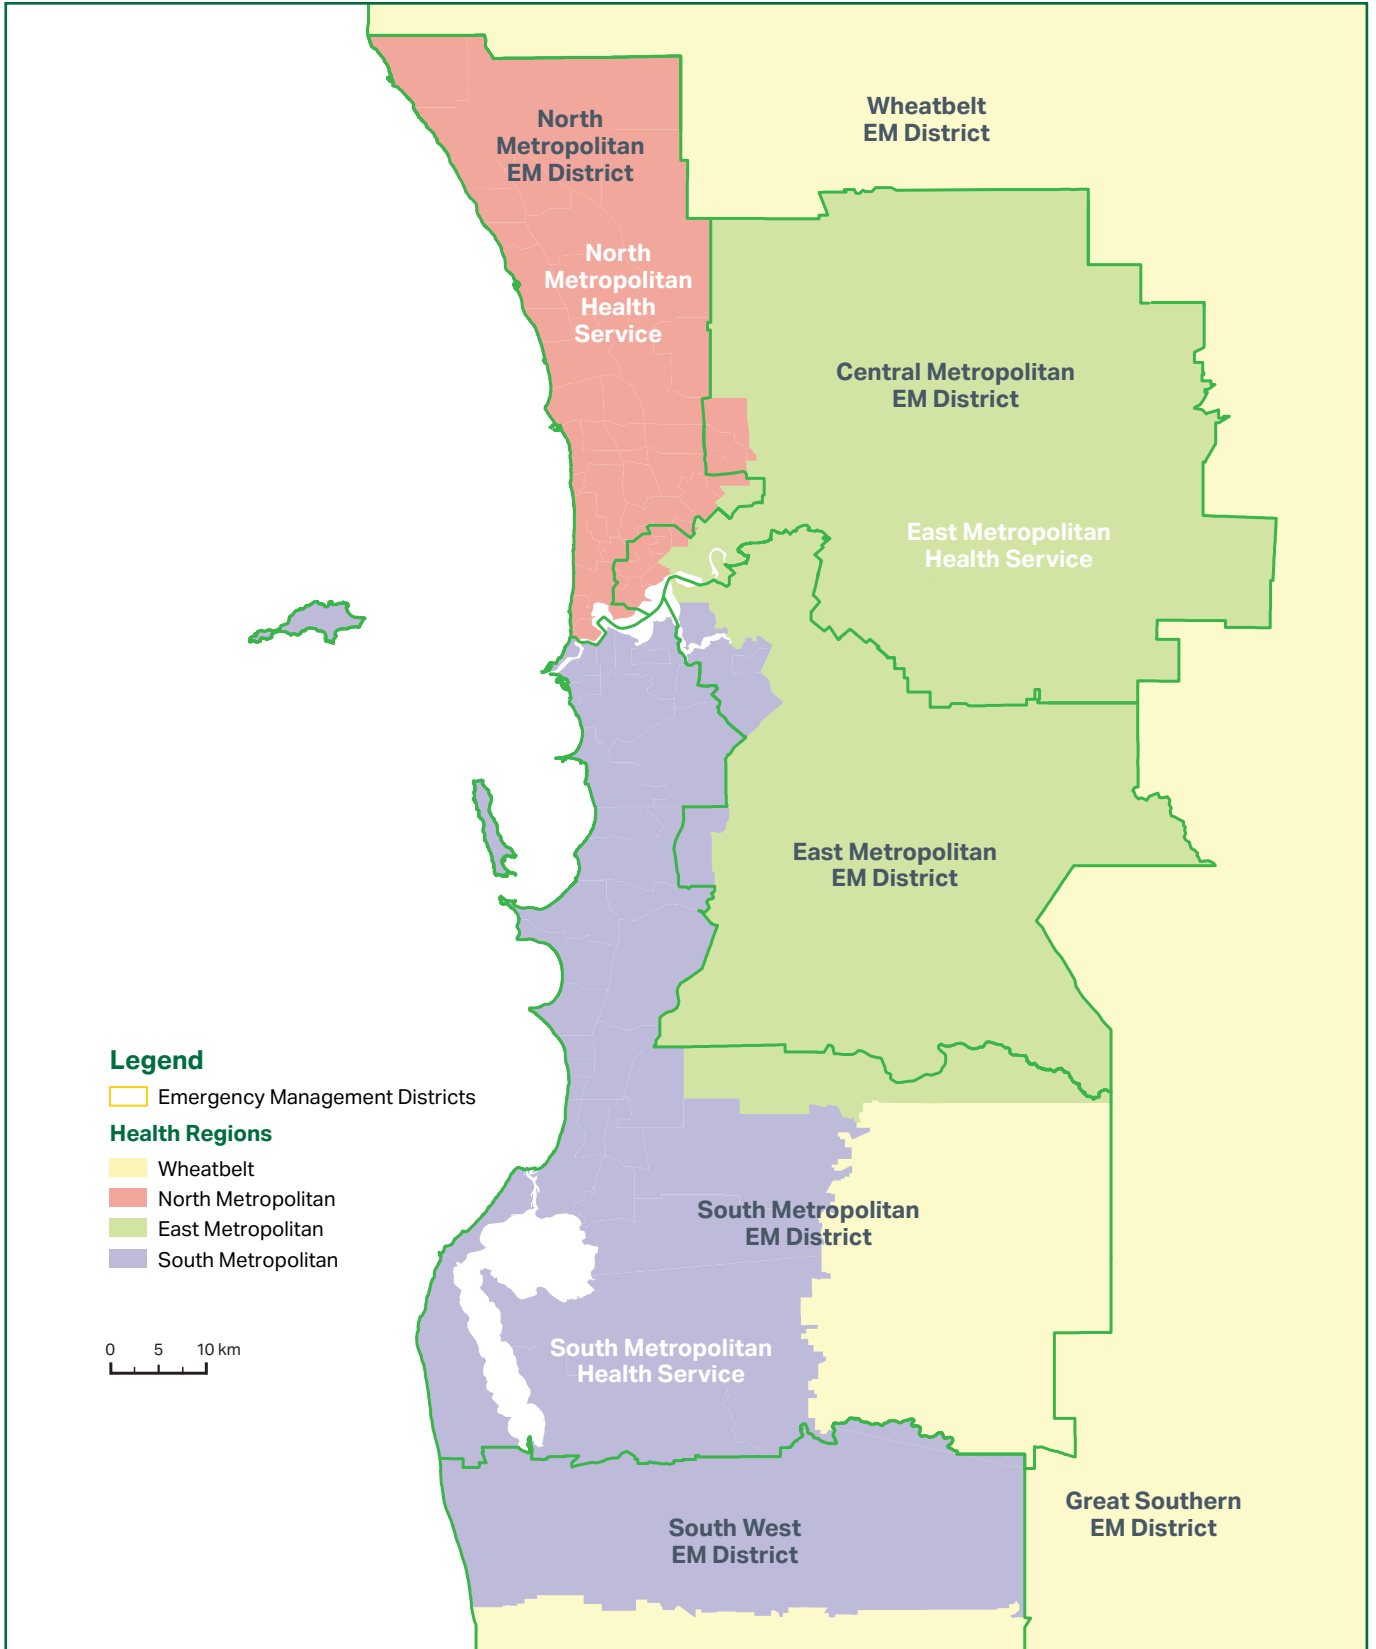 Wheatbelt
EM District
North
Metropolitan
EM District
North
Metropolitan
Health
Service
Central Metropolitan
EM District
East Metropolitan
Health Service
East Metropolitan
EM District
Legend
Emergency Management Districts
Health Regions
Wheatbelt
North Metropolitan
East Metropolitan
South Metropolitan
0 5 10 km
South Metropolitan
EM District
South Metropolitan
Health Service
Great Southern
EM District
South West
EM District